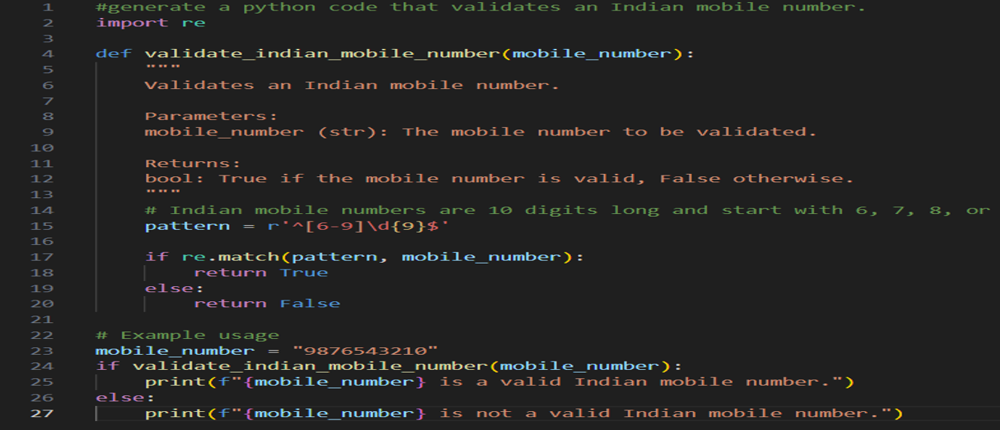 1 #generate a python code that validates an Indian mobile number.
2 import re
3
4 def validate_indian_mobile_number(mobile_number):
5     """
6     Validates an Indian mobile number.
7
8     Parameters:
9     mobile_number (str): The mobile number to be validated.
10
11     Returns:
12     bool: True if the mobile number is valid, False otherwise.
13     """
14     # Indian mobile numbers are 10 digits long and start with 6, 7, 8, or
15     pattern = r'^[6-9]\d{9}$'
16
17     if re.match(pattern, mobile_number):
18         return True
19     else:
20         return False
21
22 # Example usage
23 mobile_number = "9876543210"
24 if validate_indian_mobile_number(mobile_number):
25     print(f"{mobile_number} is a valid Indian mobile number.")
26 else:
27     print(f"{mobile_number} is not a valid Indian mobile number.")